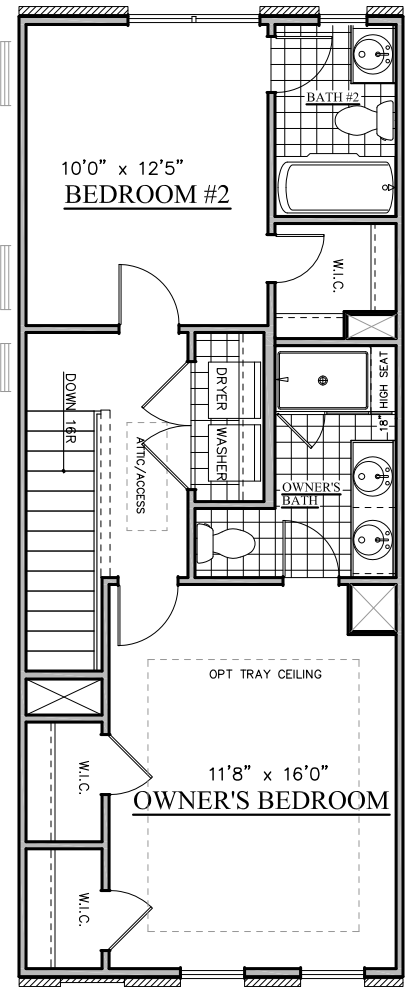 BATH #2
10'0" x 12'5"
BEDROOM #2
W.I.C.
DOWN 16R
DRYER
WASHER
18" HIGH SEAT
ATTIC/ACCESS
OWNER'S
BATH
OPT TRAY CEILING
11'8" x 16'0"
OWNER'S BEDROOM
W.I.C.
W.I.C.